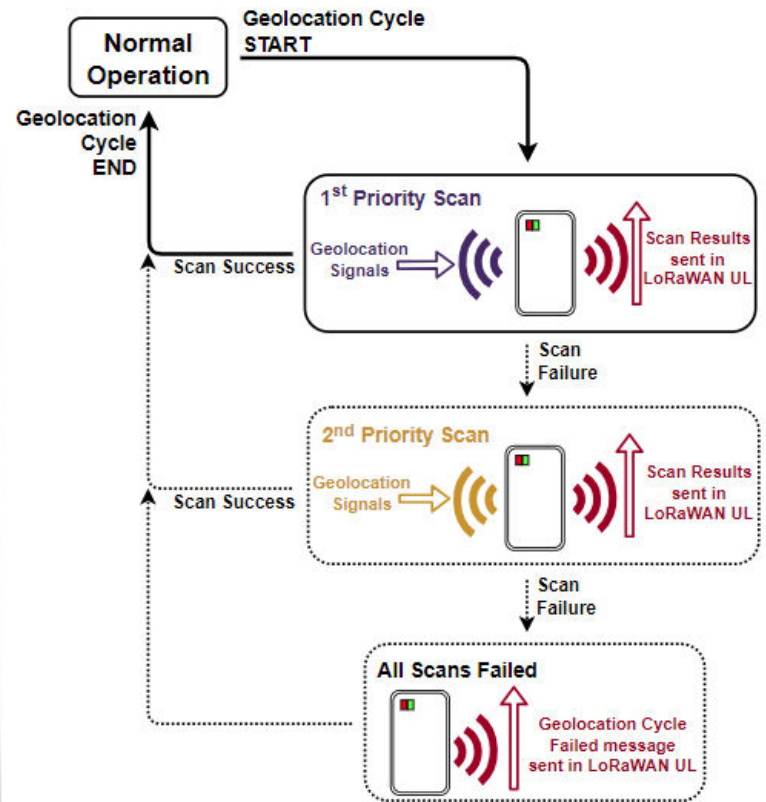 Normal
Operation
Geolocation Cycle
START
Geolocation
Cycle
END
1st Priority Scan
Geolocation
Signals
Scan Results
sent in
LoRaWAN UL
Scan Success
Scan
Failure
2nd Priority Scan
Geolocation
Signals
Scan Results
sent in
LoRaWAN UL
Scan Success
Scan
Failure
All Scans Failed
Geolocation Cycle
Failed message
sent in LoRaWAN UL